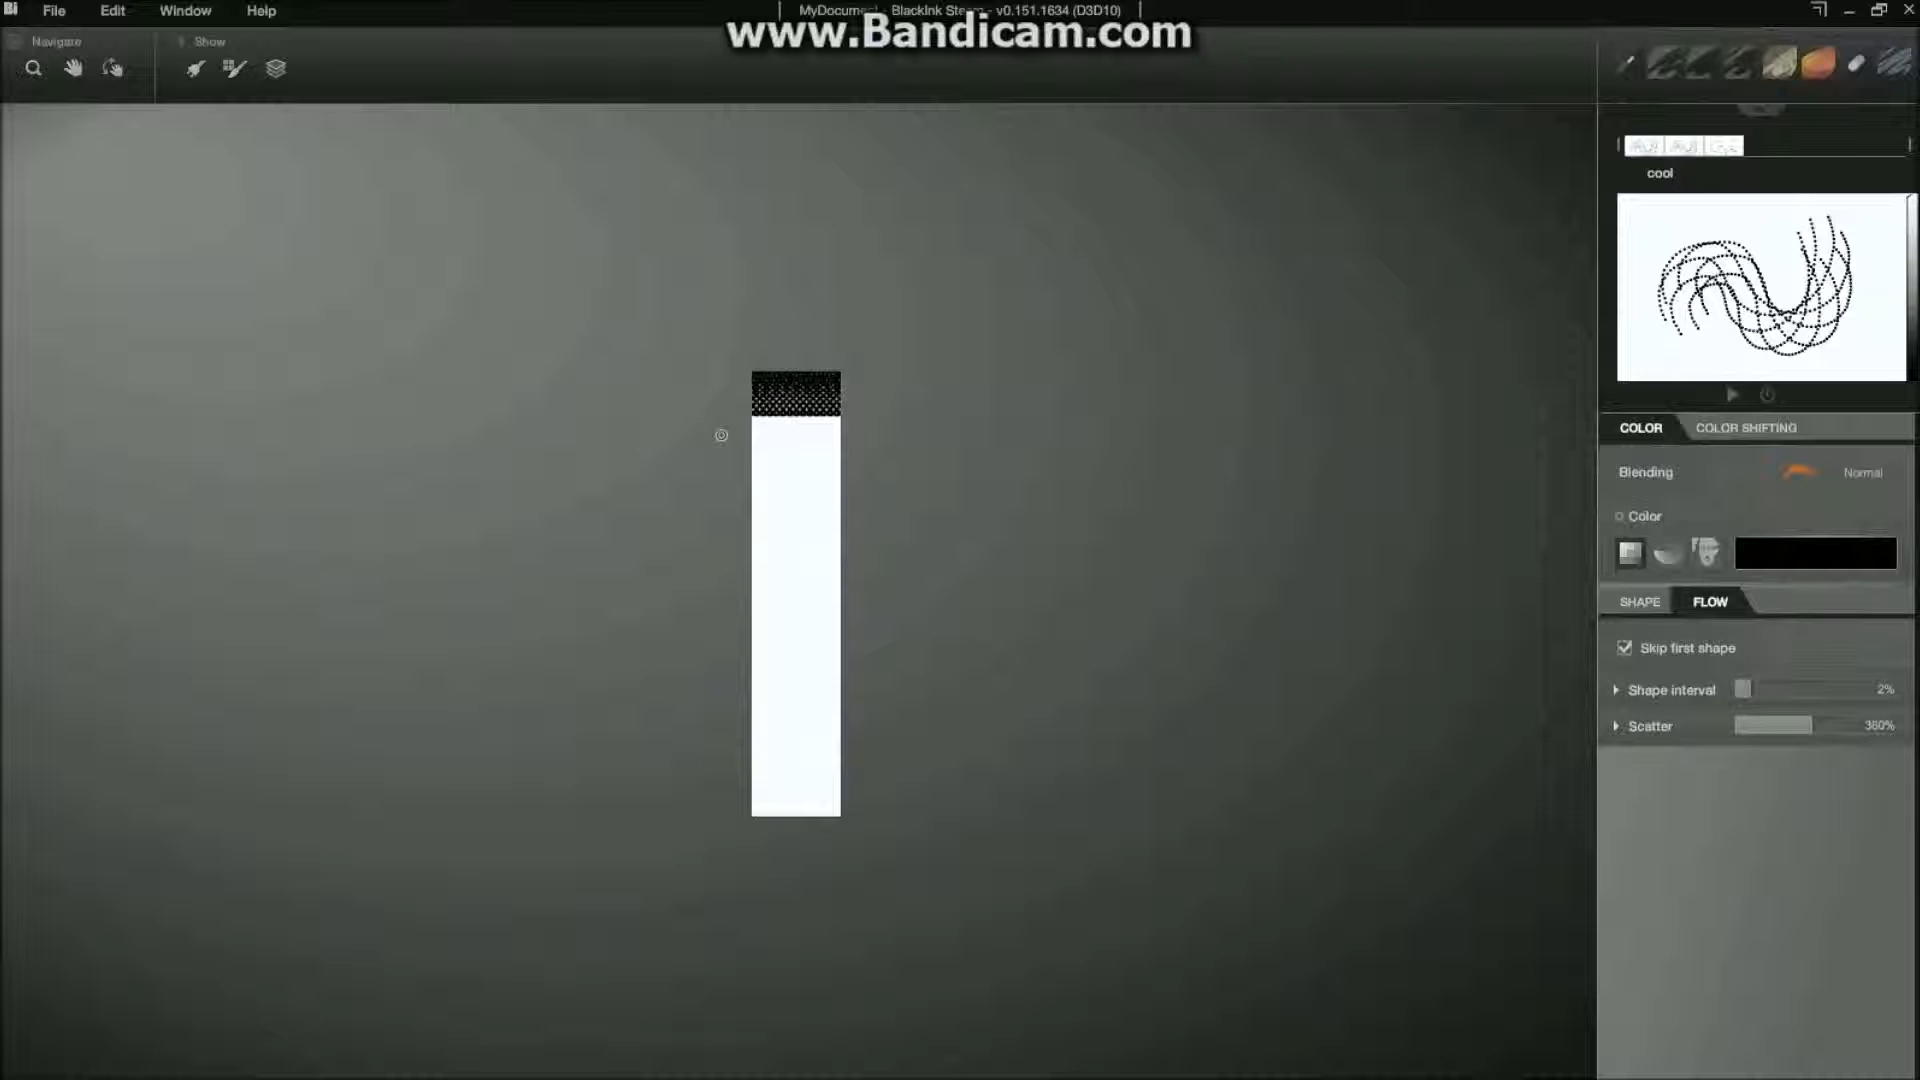 Bi File Edit Window Help
BlackInk - v0.151.1634 (D3D10)
www.Bandicam.com
Navigate Show
cool
COLOR COLOR SHIFTING
Blending Normal
Color
SHAPE FLOW
Skip first shape
Shape interval 2%
Scatter 360%